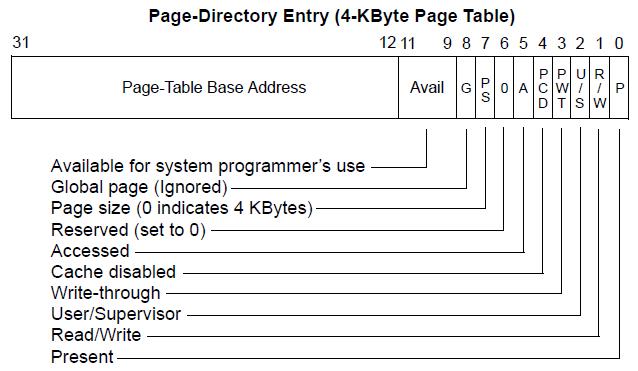 Page-Directory Entry (4-KByte Page Table)
31 12 11 9 8 7 6 5 4 3 2 1 0
Page-Table Base Address Avail G PS 0 A PCD PWT U/S R/W P
Available for system programmer's use
Global page (Ignored)
Page size (0 indicates 4 KBytes)
Reserved (set to 0)
Accessed
Cache disabled
Write-through
User/Supervisor
Read/Write
Present